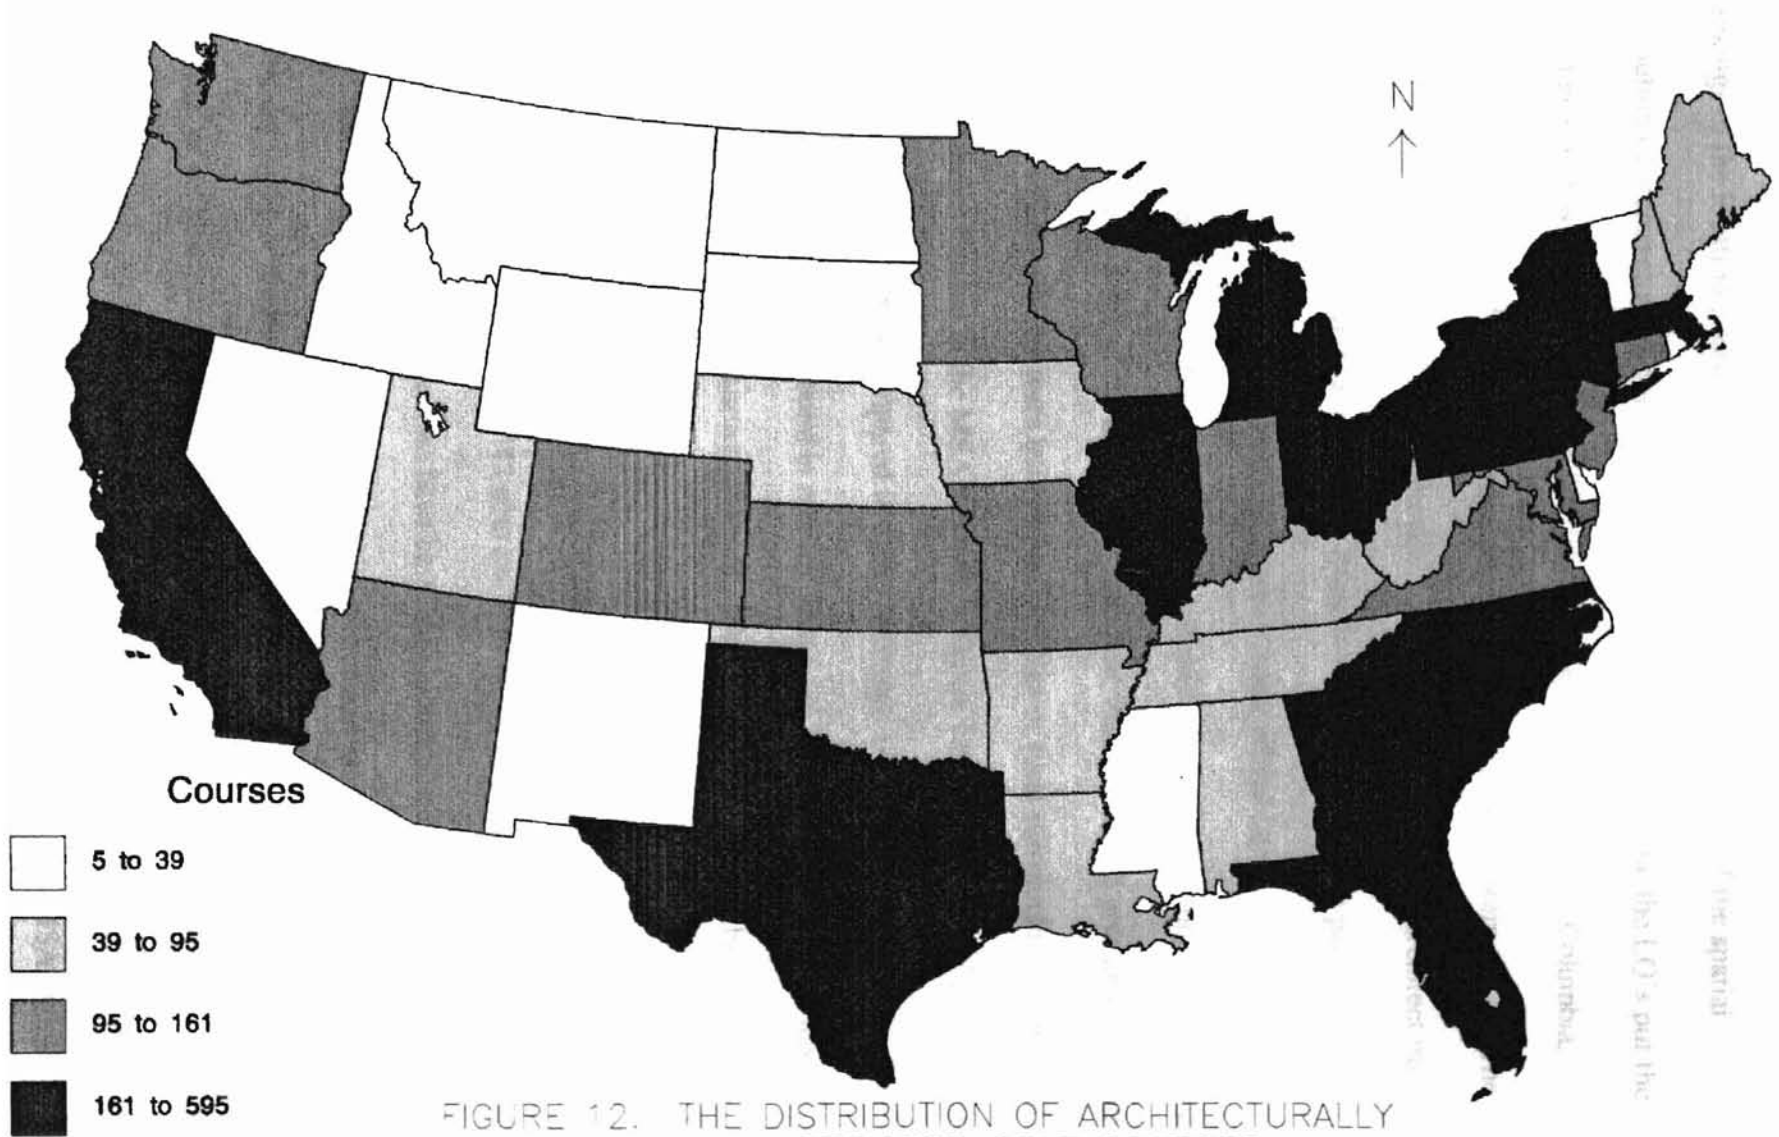 N
Courses
5 to 39
39 to 95
95 to 161
161 to 595
FIGURE 12. THE DISTRIBUTION OF ARCHITECTURALLY